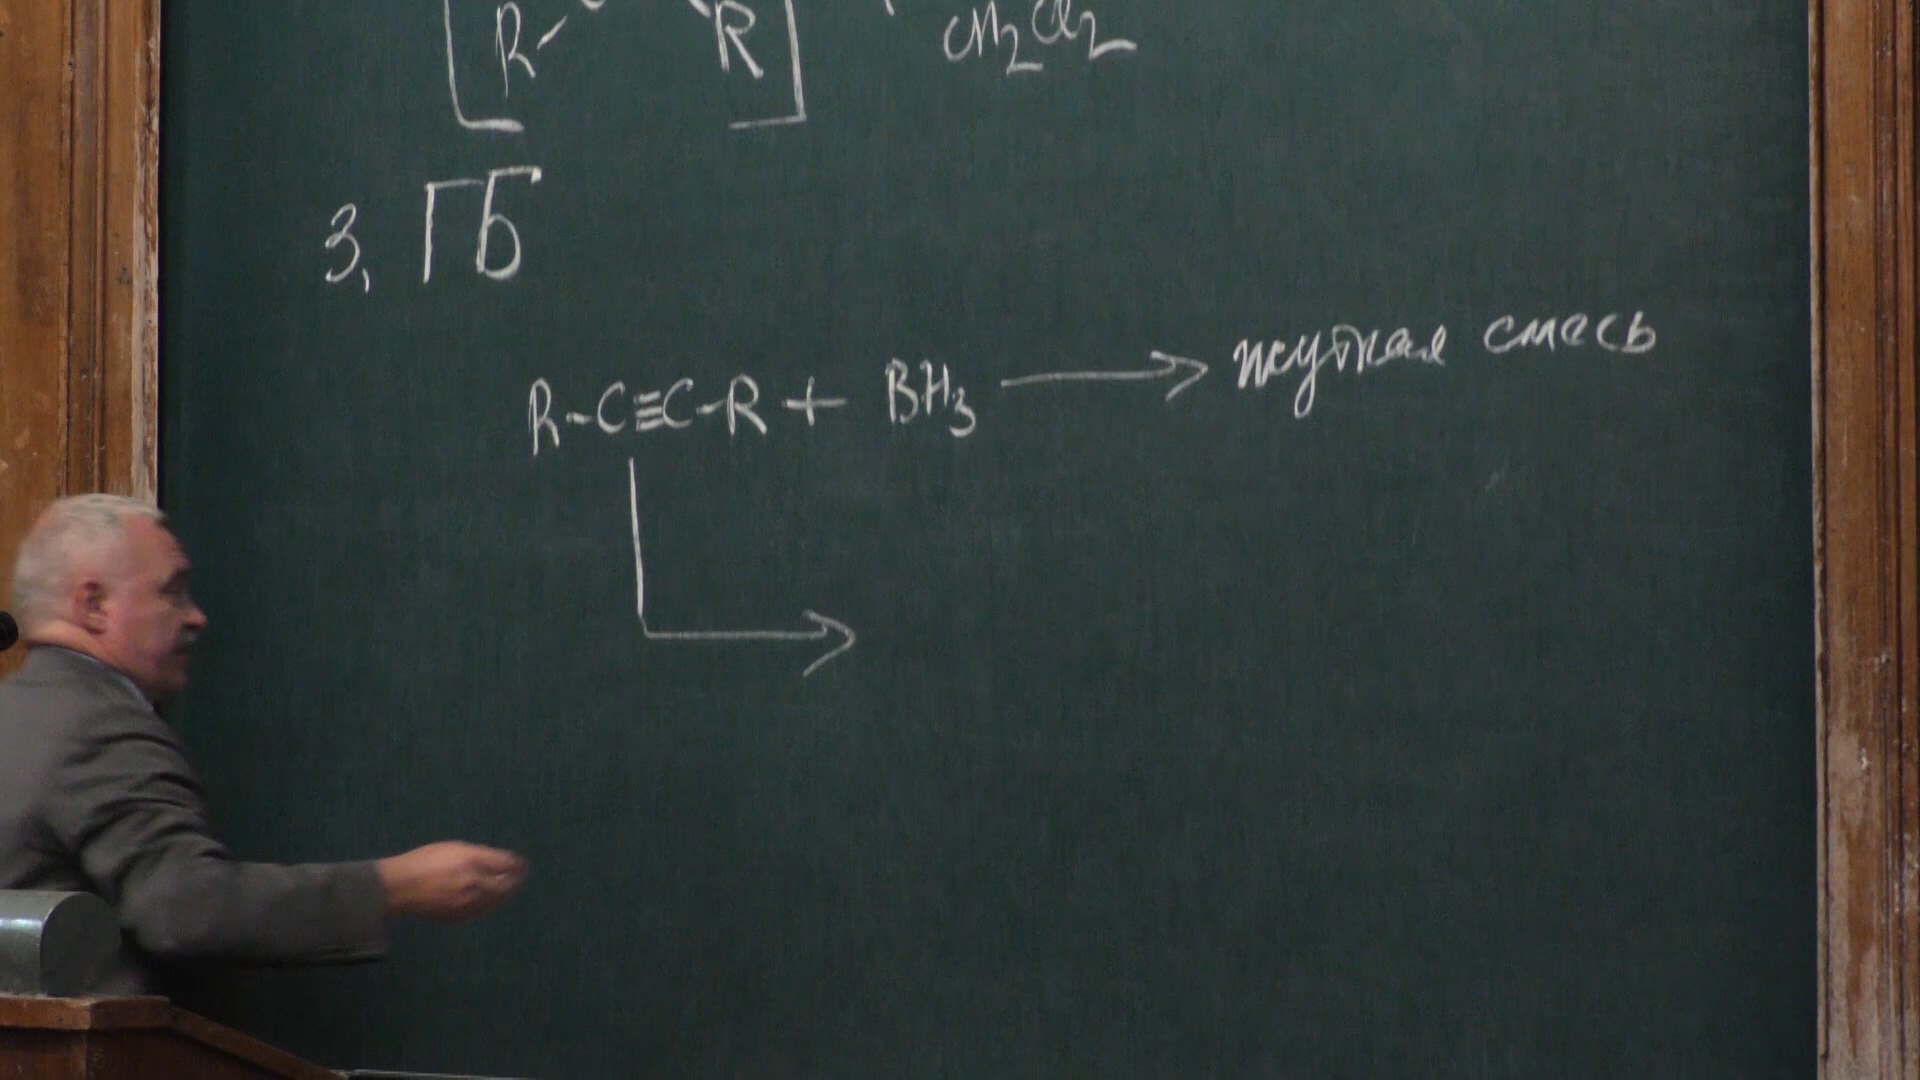 R R
CH₂Cl₂
3, ГБ
R-C≡C-R + BH₃ → жуткая смесь